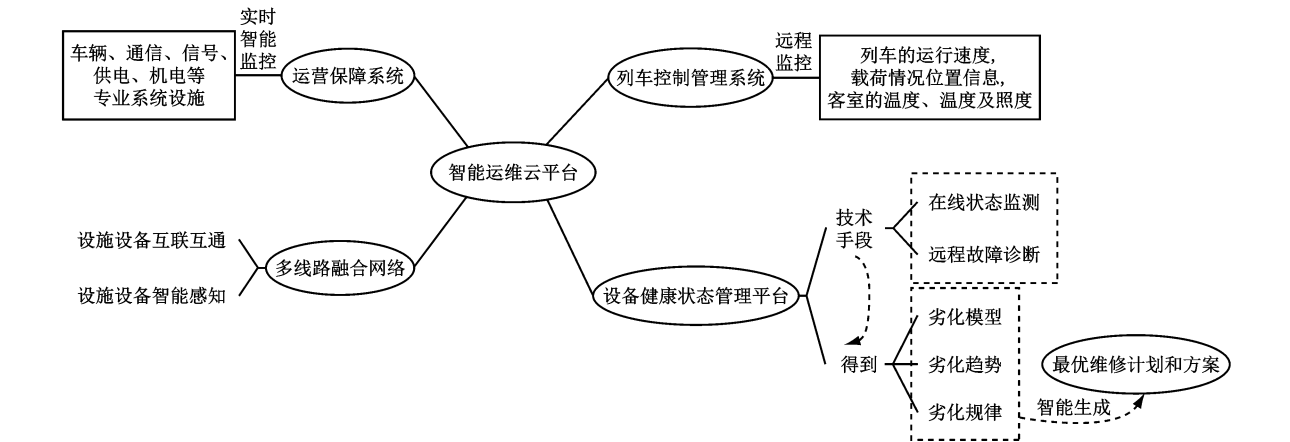 实时
智能
监控
车辆、通信、信号、
供电、机电等
专业系统设施
运营保障系统
列车控制管理系统
远程
监控
列车的运行速度,
载荷情况位置信息,
客室的温度、温度及照度
智能运维云平台
设施设备互联互通
设施设备智能感知
多线路融合网络
设备健康状态管理平台
技术
手段
在线状态监测
远程故障诊断
得到
劣化模型
劣化趋势
劣化规律
智能生成
最优维修计划和方案